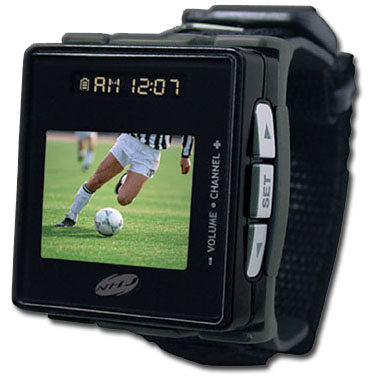 AM 12:07
- VOLUME • CHANNEL +
SET
NHJ